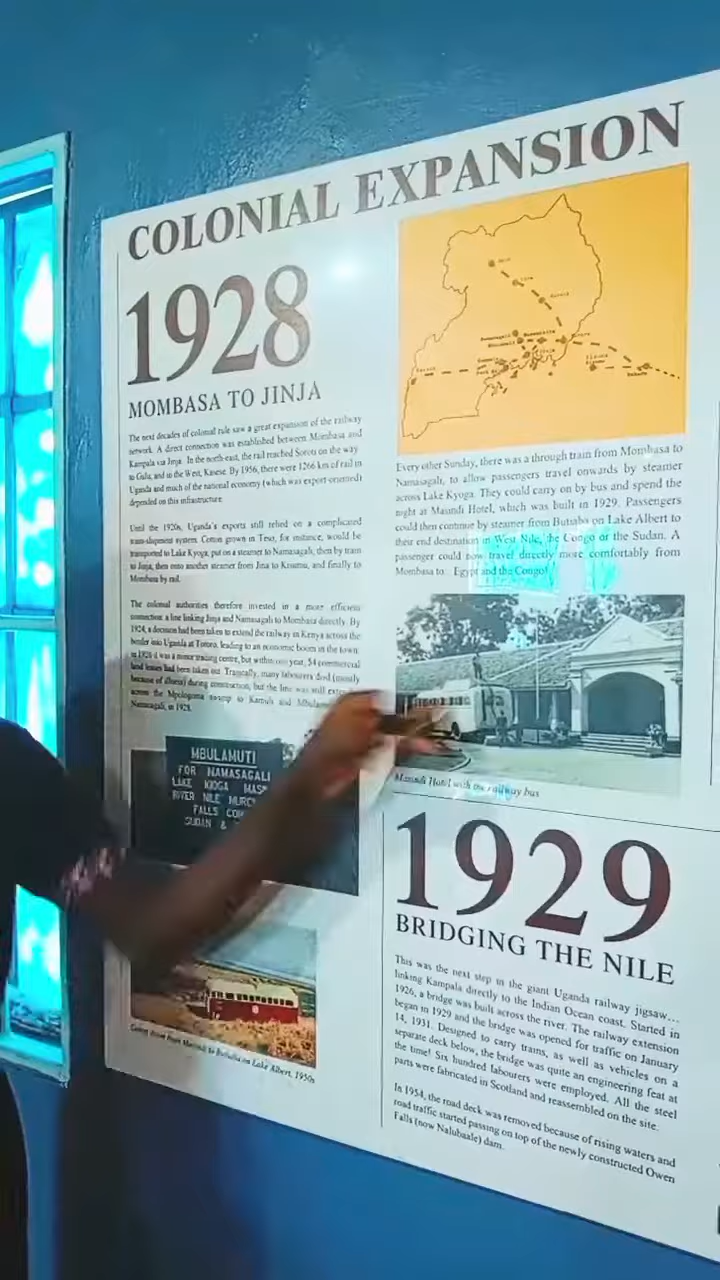 COLONIAL EXPANSION
1928
MOMBASA TO JINJA
The next decades of colonial rule saw a great expansion of the railway
network. A direct connection was established between Mombasa and
Kampala via Jinja. In the north-east, the rail reached Soroti on the way
to Gulu, and in the West, Kasese. By 1956, there were 1266 km of rail in
Uganda and much of the national economy (which was export oriented)
depended on this infrastructure.
Until the 1920s, Uganda's exports still relied on a complicated
trans-shipment system. Cotton grown in Teso, for instance, would be
transported to Lake Kyoga, put on a steamer to Namasagali, then by train
to Jinja, then onto another steamer from Jinja to Kisumu, and finally to
Mombasa by rail.
The colonial authorities therefore invested in a more efficient
connection: a line linking Jinja and Namasagali to Mombasa directly. By
1924, a decision had been taken to extend the railway in Kenya across the
border into Uganda at Tororo, leading to an economic boom in the town:
in 1926 it was a minor trading centre, but within one year, 54 commercial
land leases had been taken out. Tragically, many labourers died (mostly
because of illness) during construction, but the line was still
across the Mpologoma swamp to Kamuli and
Namasagali, in 1928.
MBULAMUTI
FOR NAMASAGALI
LAKE KIOGA
RIVER NILE
FALLS
SUDAN &
Going down from Masindi to Butiaba on Lake Albert, 1950s
Every other Sunday, there was a through train from Mombasa to
Namasagali, to allow passengers travel onwards by steamer
across Lake Kyoga. They could carry on by bus and spend the
night at Masindi Hotel, which was built in 1929. Passengers
could then continue by steamer from Butiaba on Lake Albert to
their end destination in West Nile, the Congo or the Sudan. A
passenger could now travel directly more comfortably from
Mombasa to Egypt and the Congo!
Masindi Hotel with the railway bus
1929
BRIDGING THE NILE
This was the next step in the giant Uganda railway jigsaw...
linking Kampala directly to the Indian Ocean coast. Started in
1926, a bridge was built across the river. The railway extension
began in 1929 and the bridge was opened for traffic on January
14, 1931. Designed to carry trains, as well as vehicles on a
separate deck below, the bridge was quite an engineering feat at
the time! Six hundred labourers were employed. All the steel
parts were fabricated in Scotland and reassembled on the site.
In 1954, the road deck was removed because of rising waters and
road traffic started passing on top of the newly constructed Owen
Falls (now Nalubaale) dam.